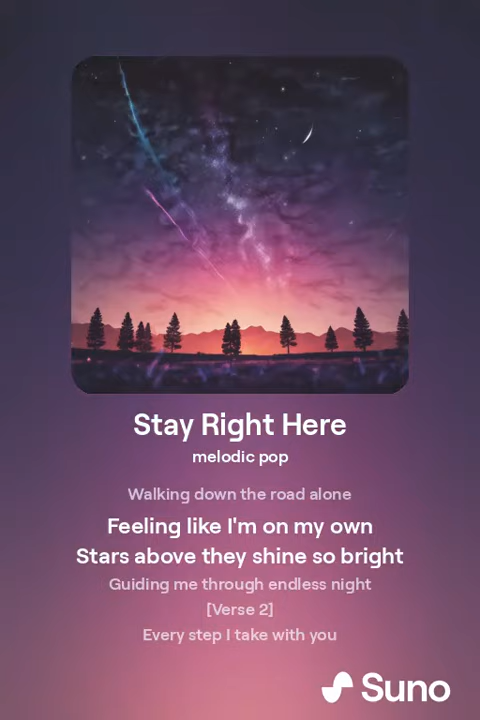 Stay Right Here
melodic pop
Walking down the road alone
Feeling like I'm on my own
Stars above they shine so bright
Guiding me through endless night
[Verse 2]
Every step I take with you
Suno